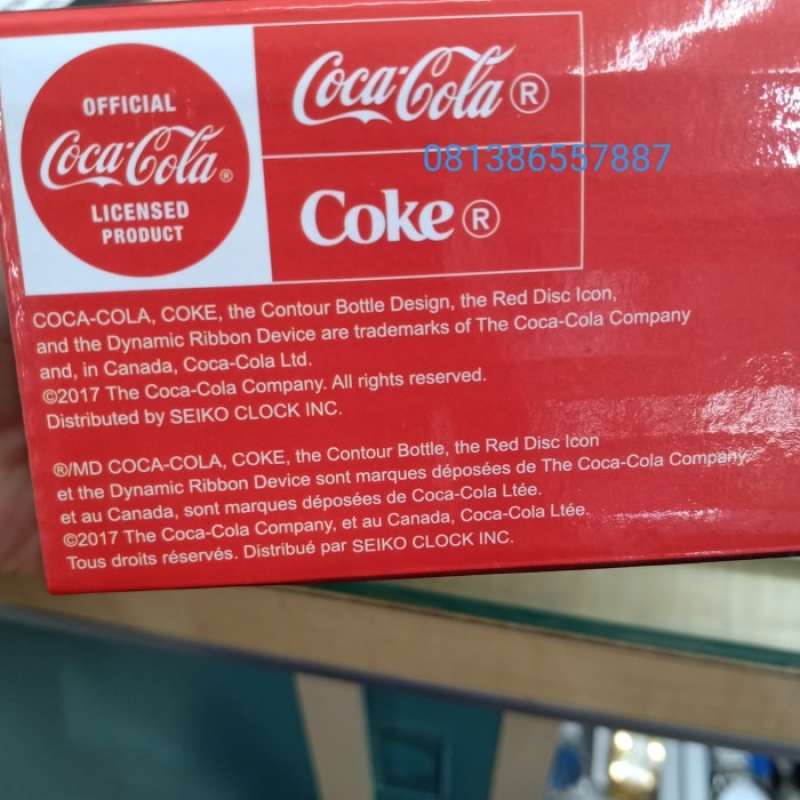 OFFICIAL
Coca-Cola®
LICENSED
PRODUCT
Coca-Cola®
081386557887
Coke®
COCA-COLA, COKE, the Contour Bottle Design, the Red Disc Icon,
and the Dynamic Ribbon Device are trademarks of The Coca-Cola Company
and, in Canada, Coca-Cola Ltd.
©2017 The Coca-Cola Company. All rights reserved.
Distributed by SEIKO CLOCK INC.
®/MD COCA-COLA, COKE, the Contour Bottle, the Red Disc Icon
et the Dynamic Ribbon Device sont marques déposées de The Coca-Cola Company
et au Canada, sont marques déposées de Coca-Cola Ltée.
©2017 The Coca-Cola Company, et au Canada, Coca-Cola Ltée.
Tous droits réservés. Distribué par SEIKO CLOCK INC.